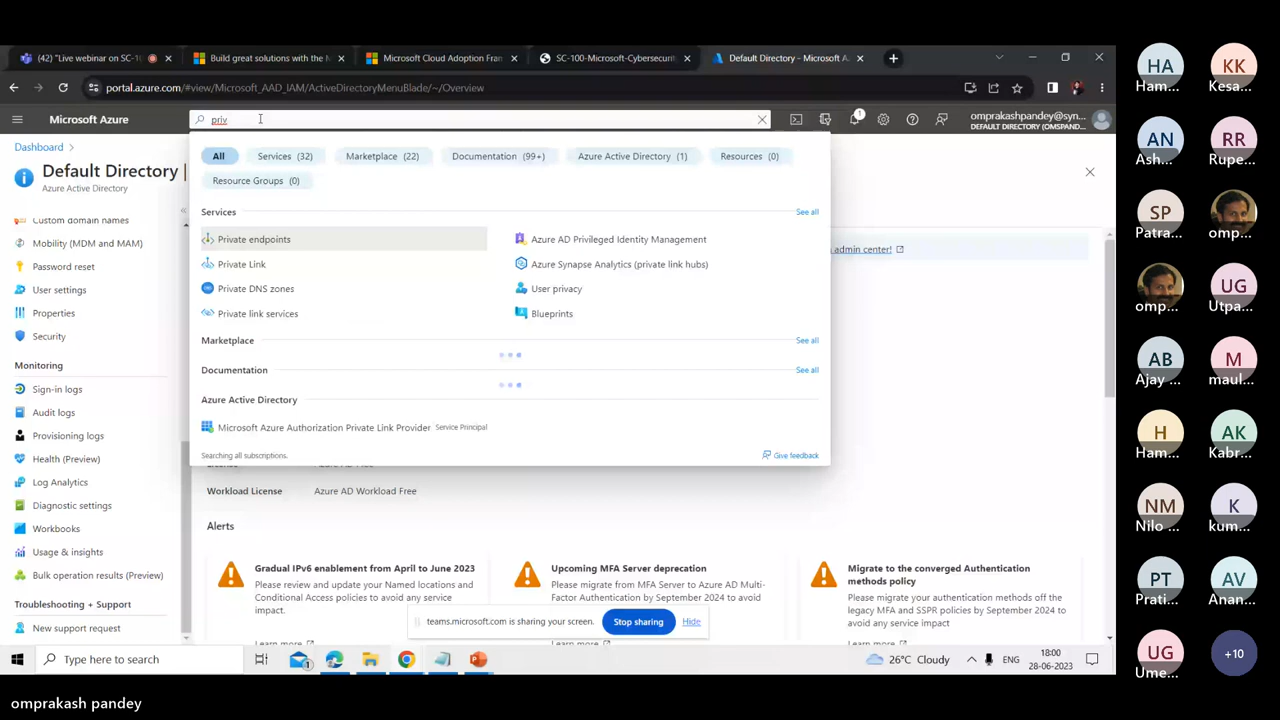 (42) "Live webinar on SC-1
Build great solutions with the M
Microsoft Cloud Adoption Fram
SC-100-Microsoft-Cybersecurit
Default Directory - Microsoft A
portal.azure.com/#view/Microsoft_AAD_IAM/ActiveDirectoryMenuBlade/~/Overview
Microsoft Azure
priv
1
omprakashpandey@syn...
DEFAULT DIRECTORY (OMSPAND...
Dashboard
Default Directory |
Azure Active Directory
Custom domain names
Mobility (MDM and MAM)
Password reset
User settings
Properties
Security
Monitoring
Sign-in logs
Audit logs
Provisioning logs
Health (Preview)
Log Analytics
Diagnostic settings
Workbooks
Usage & insights
Bulk operation results (Preview)
Troubleshooting + Support
New support request
All
Services (32)
Marketplace (22)
Documentation (99+)
Azure Active Directory (1)
Resources (0)
Resource Groups (0)
Services
See all
Private endpoints
Azure AD Privileged Identity Management
Private Link
Azure Synapse Analytics (private link hubs)
Private DNS zones
User privacy
Private link services
Blueprints
Marketplace
See all
Documentation
See all
Azure Active Directory
Microsoft Azure Authorization Private Link Provider Service Principal
Searching all subscriptions.
Give feedback
admin center!
Workload License
Azure AD Workload Free
Alerts
Gradual IPv6 enablement from April to June 2023
Please review and update your Named locations and
Conditional Access policies to avoid any service
impact.
Learn more
Upcoming MFA Server deprecation
Please migrate from MFA Server to Azure AD Multi-
Factor Authentication by September 2024 to avoid
Learn more
Migrate to the converged Authentication
methods policy
Please migrate your authentication methods off the
legacy MFA and SSPR policies by September 2024 to
avoid any service impact
Learn more
teams.microsoft.com is sharing your screen.
Stop sharing
Hide
Type here to search
1
26°C Cloudy
ENG
18:00
28-06-2023
HA
Ham...
KK
Kesa...
AN
Ash...
RR
Rupe...
SP
Patra...
omp...
omp...
UG
Utpa...
AB
Ajay ...
M
maul...
H
Ham...
AK
Kabr...
NM
Nilo ...
K
kum...
PT
Prati...
AV
Anan...
UG
Ume...
+10
omprakash pandey